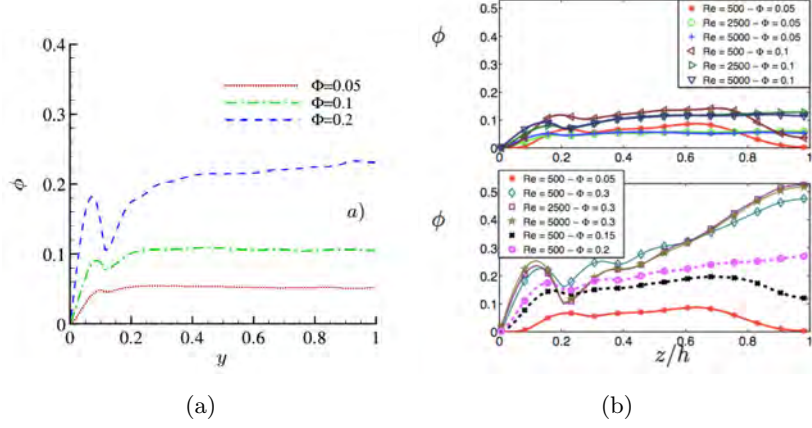 0.4
0.3
0.2
0.1
0
ϕ
Φ=0.05
Φ=0.1
Φ=0.2
a)
0 0.2 0.4 0.6 0.8 1
y
(a)
ϕ
0.5
0.4
0.3
0.2
0.1
0
Re = 500 − Φ = 0.05
Re = 2500 − Φ = 0.05
Re = 5000 − Φ = 0.05
Re = 500 − Φ = 0.1
Re = 2500 − Φ = 0.1
Re = 5000 − Φ = 0.1
0 0.2 0.4 0.6 0.8 1
ϕ
0.5
0.4
0.3
0.2
0.1
0
Re = 500 − Φ = 0.05
Re = 500 − Φ = 0.3
Re = 2500 − Φ = 0.3
Re = 5000 − Φ = 0.3
Re = 500 − Φ = 0.15
Re = 500 − Φ = 0.2
0 0.2 0.4 0.6 0.8 1
z/h
(b)